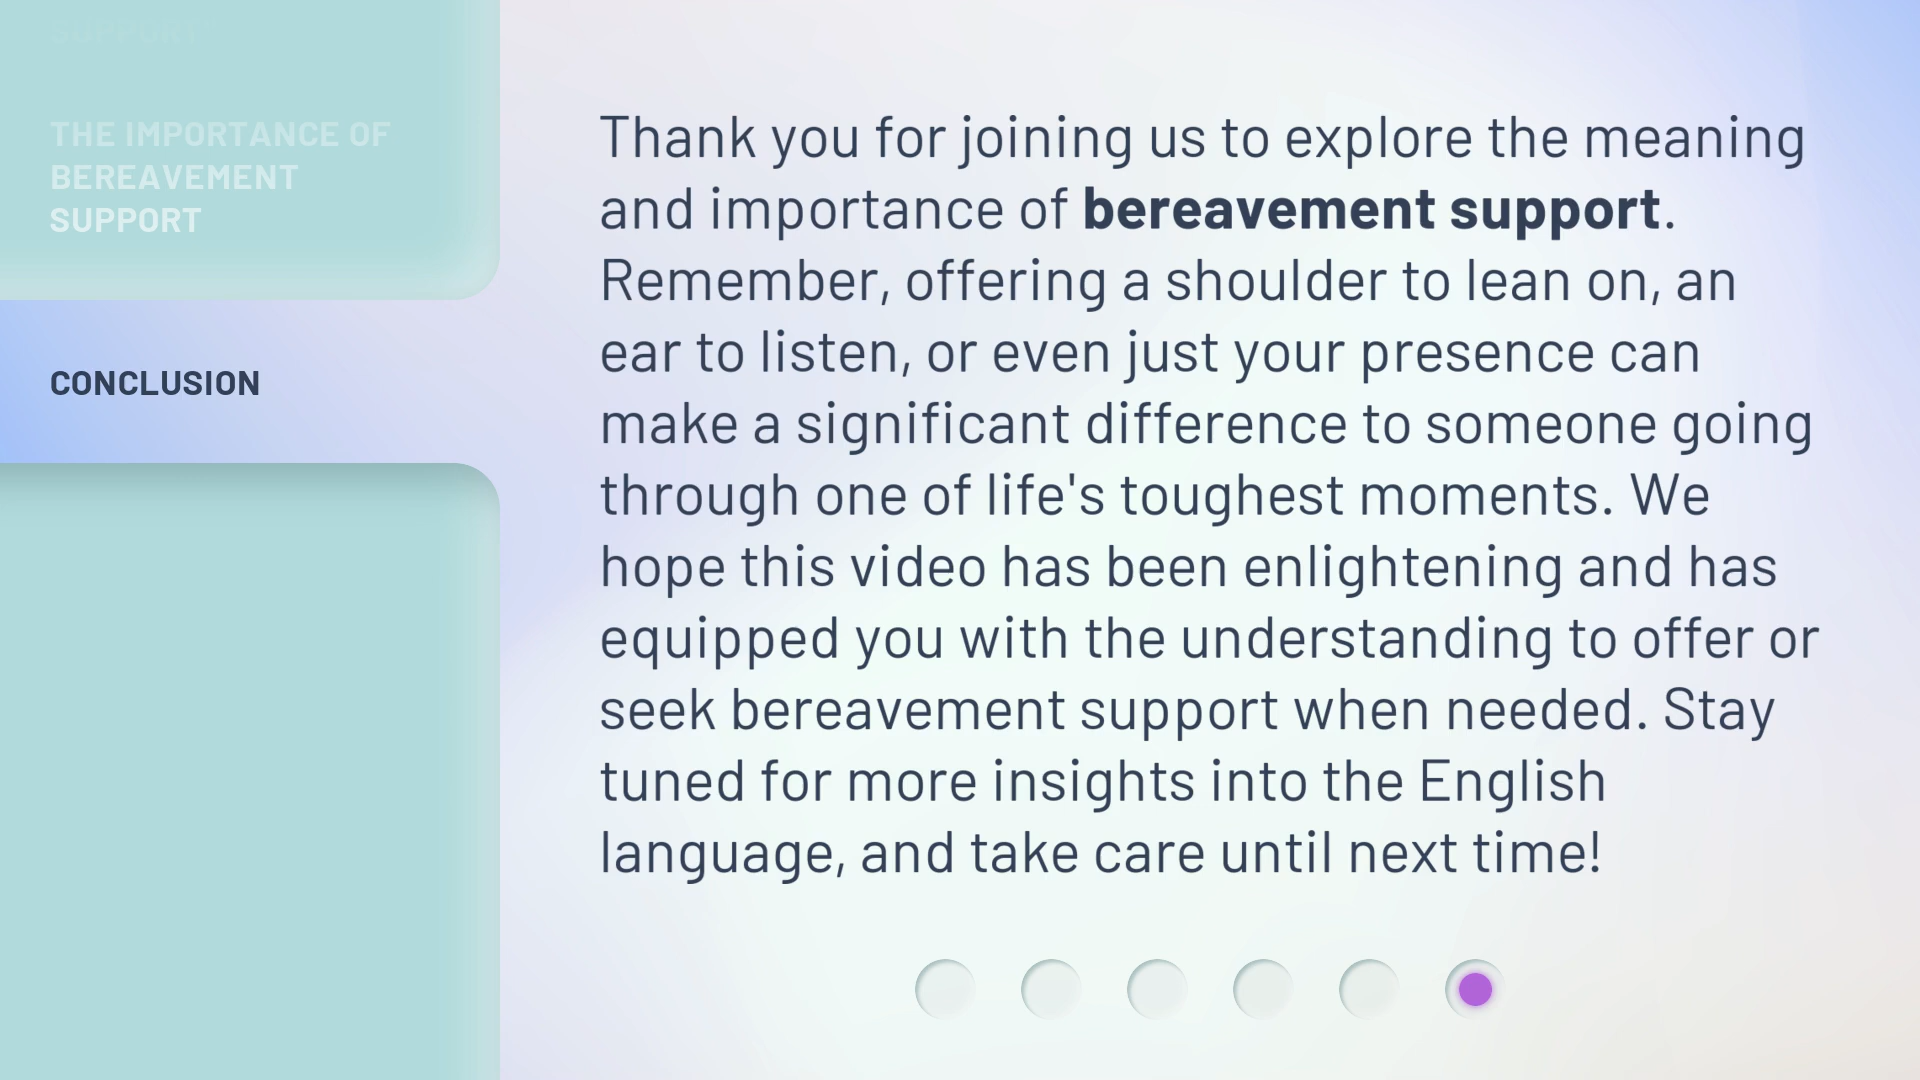 SUPPORT
THE IMPORTANCE OF
BEREAVEMENT
SUPPORT
CONCLUSION
Thank you for joining us to explore the meaning
and importance of bereavement support.
Remember, offering a shoulder to lean on, an
ear to listen, or even just your presence can
make a significant difference to someone going
through one of life's toughest moments. We
hope this video has been enlightening and has
equipped you with the understanding to offer or
seek bereavement support when needed. Stay
tuned for more insights into the English
language, and take care until next time!